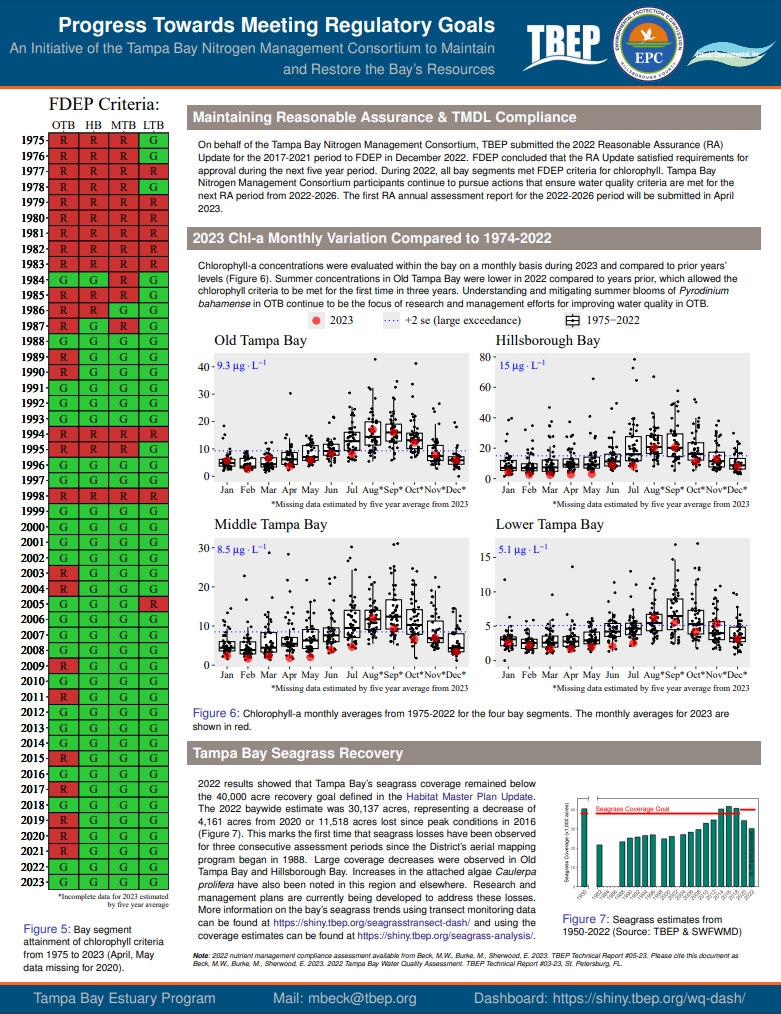 Progress Towards Meeting Regulatory Goals
An Initiative of the Tampa Bay Nitrogen Management Consortium to Maintain
and Restore the Bay's Resources
TBEP
ENVIRONMENTAL PROTECTION COMMISSION
EPC
HILLSBOROUGH COUNTY
FDEP Criteria:
OTB HB MTB LTB
1975 R R R G
1976 R R R G
1977 R R R R
1978 R R R G
1979 R R R R
1980 R R R R
1981 R R R R
1982 R R R R
1983 R R R R
1984 G G R G
1985 R R R G
1986 R R G G
1987 R G R G
1988 G G G G
1989 R G G G
1990 R G G G
1991 G G G G
1992 G G G G
1993 G G G G
1994 R R R R
1995 R R R G
1996 G G G G
1997 G G G G
1998 R R R R
1999 G G G G
2000 G G G G
2001 G G G G
2002 G G G G
2003 R G G G
2004 R G G G
2005 G G G R
2006 G G G G
2007 G G G G
2008 G G G G
2009 R G G G
2010 G G G G
2011 R G G G
2012 G G G G
2013 G G G G
2014 G G G G
2015 R G G G
2016 G G G G
2017 R G G G
2018 G G G G
2019 R G G G
2020 R G G G
2021 R G G G
2022 G G G G
2023 G G G G
*Incomplete data for 2023 estimated
by five year average
Figure 5: Bay segment
attainment of chlorophyll criteria
from 1975 to 2023 (April, May
data missing for 2020).
Maintaining Reasonable Assurance & TMDL Compliance
On behalf of the Tampa Bay Nitrogen Management Consortium, TBEP submitted the 2022 Reasonable Assurance (RA)
Update for the 2017-2021 period to FDEP in December 2022. FDEP concluded that the RA Update satisfied requirements for
approval during the next five year period. During 2022, all bay segments met FDEP criteria for chlorophyll. Tampa Bay
Nitrogen Management Consortium participants continue to pursue actions that ensure water quality criteria are met for the
next RA period from 2022-2026. The first RA annual assessment report for the 2022-2026 period will be submitted in April
2023.
2023 Chl-a Monthly Variation Compared to 1974-2022
Chlorophyll-a concentrations were evaluated within the bay on a monthly basis during 2023 and compared to prior years'
levels (Figure 6). Summer concentrations in Old Tampa Bay were lower in 2022 compared to years prior, which allowed the
chlorophyll criteria to be met for the first time in three years. Understanding and mitigating summer blooms of Pyrodinium
bahamense in OTB continue to be the focus of research and management efforts for improving water quality in OTB.
2023 +2 se (large exceedance) 1975−2022
Old Tampa Bay
9.3 µg · L−1
40
30
20
10
0
Jan Feb Mar Apr May Jun Jul Aug* Sep* Oct* Nov* Dec*
*Missing data estimated by five year average from 2023
Hillsborough Bay
15 µg · L−1
80
60
40
20
0
Jan Feb Mar Apr May Jun Jul Aug* Sep* Oct* Nov* Dec*
*Missing data estimated by five year average from 2023
Middle Tampa Bay
8.5 µg · L−1
30
20
10
0
Jan Feb Mar Apr May Jun Jul Aug* Sep* Oct* Nov* Dec*
*Missing data estimated by five year average from 2023
Lower Tampa Bay
5.1 µg · L−1
15
10
5
0
Jan Feb Mar Apr May Jun Jul Aug* Sep* Oct* Nov* Dec*
*Missing data estimated by five year average from 2023
Figure 6: Chlorophyll-a monthly averages from 1975-2022 for the four bay segments. The monthly averages for 2023 are
shown in red.
Tampa Bay Seagrass Recovery
2022 results showed that Tampa Bay's seagrass coverage remained below
the 40,000 acre recovery goal defined in the Habitat Master Plan Update.
The 2022 baywide estimate was 30,137 acres, representing a decrease of
4,161 acres from 2020 or 11,518 acres lost since peak conditions in 2016
(Figure 7). This marks the first time that seagrass losses have been observed
for three consecutive assessment periods since the District's aerial mapping
program began in 1988. Large coverage decreases were observed in Old
Tampa Bay and Hillsborough Bay. Increases in the attached algae Caulerpa
prolifera have also been noted in this region and elsewhere. Research and
management plans are currently being developed to address these losses.
More information on the bay's seagrass trends using transect monitoring data
can be found at https://shiny.tbep.org/seagrasstransect-dash/ and using the
coverage estimates can be found at https://shiny.tbep.org/seagrass-analysis/.
Seagrass Coverage Goal
Seagrass Coverage (x1,000 acres)
Figure 7: Seagrass estimates from
1950-2022 (Source: TBEP & SWFWMD)
Note: 2022 nutrient management compliance assessment available from Beck, M.W., Burke, M., Sherwood, E. 2023. TBEP Technical Report #05-23. Please cite this document as
Beck, M.W., Burke, M., Sherwood, E. 2023. 2022 Tampa Bay Water Quality Assessment. TBEP Technical Report #03-23, St. Petersburg, FL.
Tampa Bay Estuary Program Mail: mbeck@tbep.org Dashboard: https://shiny.tbep.org/wq-dash/